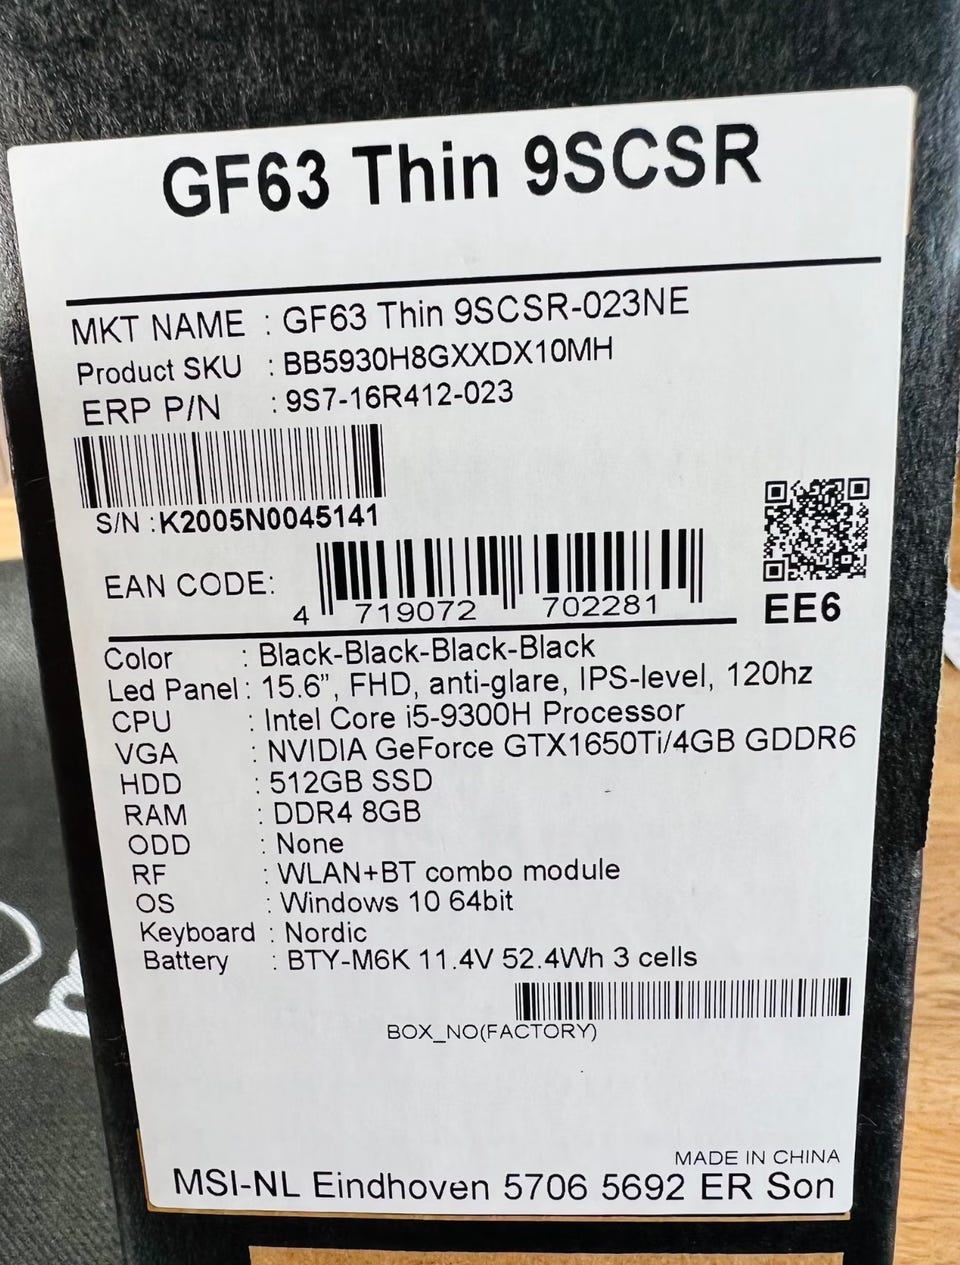 GF63 Thin 9SCSR
MKT NAME : GF63 Thin 9SCSR-023NE
Product SKU : BB5930H8GXXDX10MH
ERP P/N : 9S7-16R412-023
S/N :K2005N0045141
EAN CODE:
4 719072 702281
EE6
Color : Black-Black-Black-Black
Led Panel : 15.6”, FHD, anti-glare, IPS-level, 120hz
CPU : Intel Core i5-9300H Processor
VGA : NVIDIA GeForce GTX1650Ti/4GB GDDR6
HDD : 512GB SSD
RAM : DDR4 8GB
ODD : None
RF : WLAN+BT combo module
OS : Windows 10 64bit
Keyboard : Nordic
Battery : BTY-M6K 11.4V 52.4Wh 3 cells
BOX_NO(FACTORY)
MADE IN CHINA
MSI-NL Eindhoven 5706 5692 ER Son